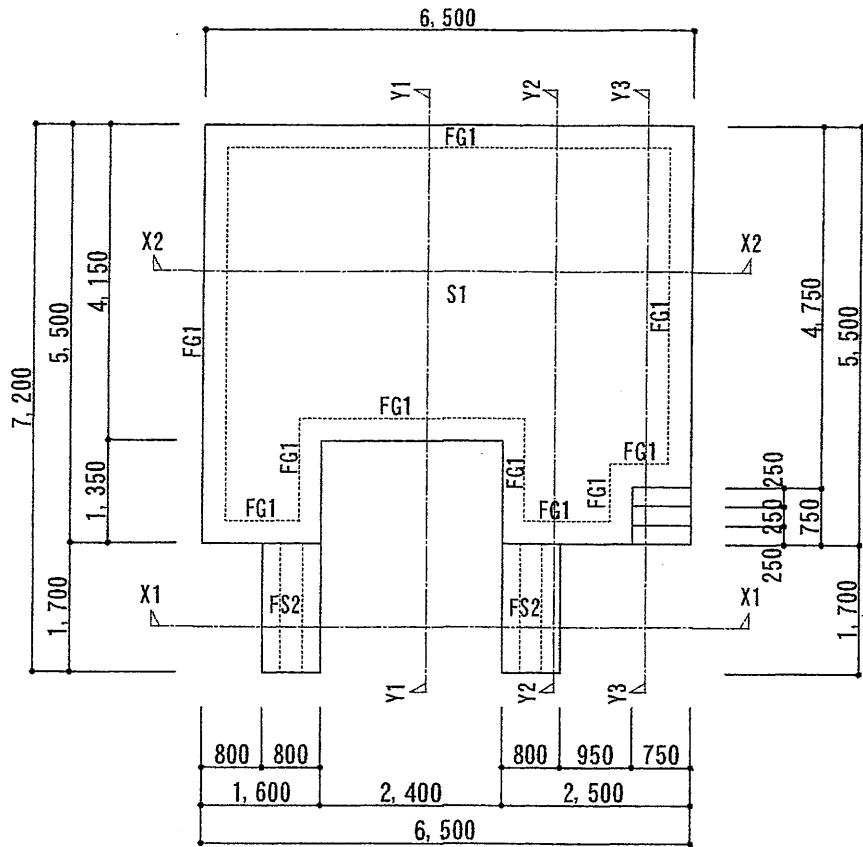 6,500
Y1
Y2
Y3
FG1
X2
X2
S1
FG1
FG1
7,200
5,500
4,150
4,750
5,500
FG1
FG1
FG1
FG1
FG1
FG1
FG1
1,350
250
250
250
750
X1
X1
FS2
FS2
1,700
1,700
Y1
Y2
Y3
800
800
800
950
750
1,600
2,400
2,500
6,500